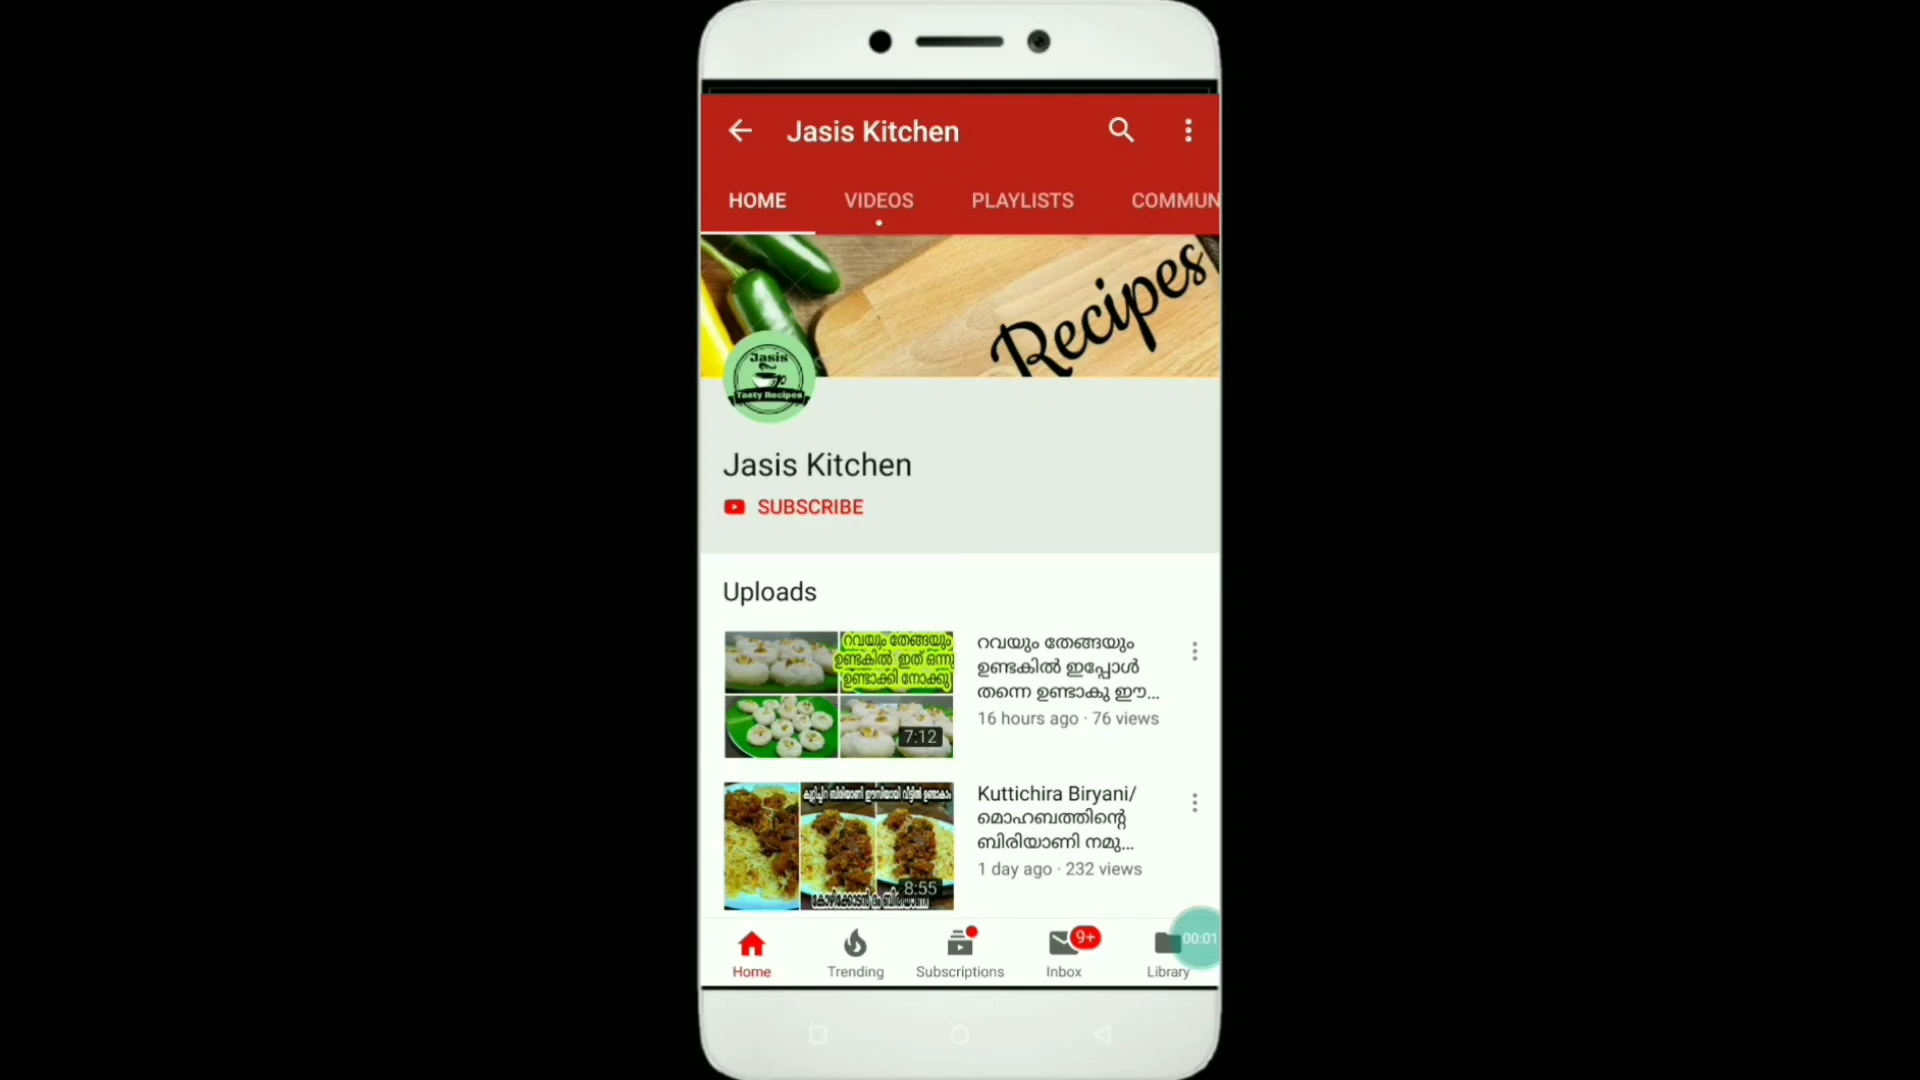 Jasis Kitchen
HOME VIDEOS PLAYLISTS COMMUN
Recipes
Jasis
Tasty Recipes
Jasis Kitchen
SUBSCRIBE
Uploads
റവയും തേങ്ങയും
ഉണ്ടകിൽ ഇത് ഒന്നു
ഉണ്ടാക്കി നോക്കു
7:12
റവയും തേങ്ങയും
ഉണ്ടകിൽ ഇപ്പോൾ
തന്നെ ഉണ്ടാകു ഈ...
16 hours ago · 76 views
കുറ്റിച്ചിറ ബിരിയാണി ഈസിയായി വീട്ടിൽ ഉണ്ടാകാം
8:55
Kuttichira Biryani/
മൊഹബത്തിന്റെ
ബിരിയാണി നമു...
1 day ago · 232 views
9+
00:01
Home Trending Subscriptions Inbox Library